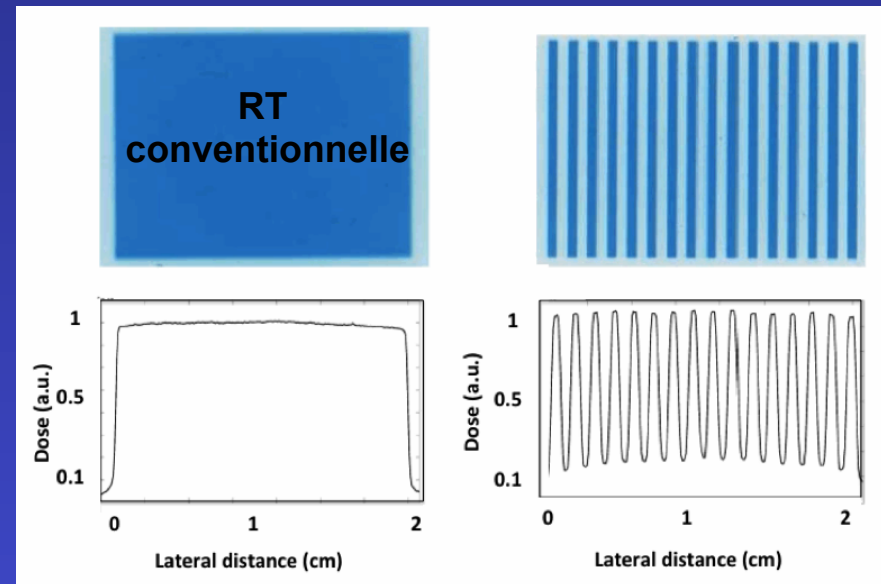 RT
conventionnelle
1
0.5
0.1
Dose (a.u.)
0 1 2
Lateral distance (cm)
1
0.5
0.1
Dose (a.u.)
0 1 2
Lateral distance (cm)